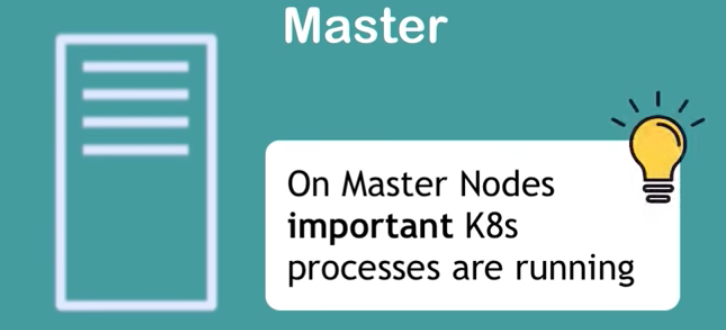 Master
On Master Nodes
important K8s
processes are running